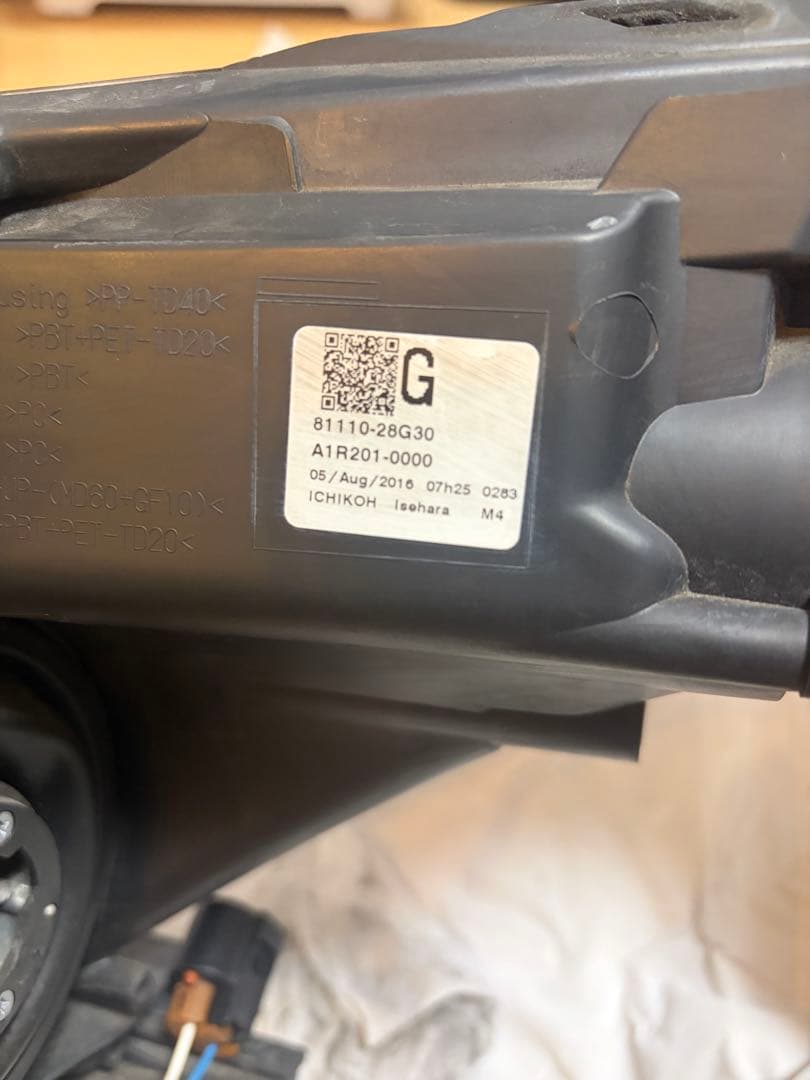 using >PP-TD40<
>PBT+PET-TD20<
>PBT<
>PC<
>PC<
>PBT+PET-TD20<
G
81110-28G30
A1R201-0000
05/Aug/2016 07h25 0283
ICHIKOH Isehara M4